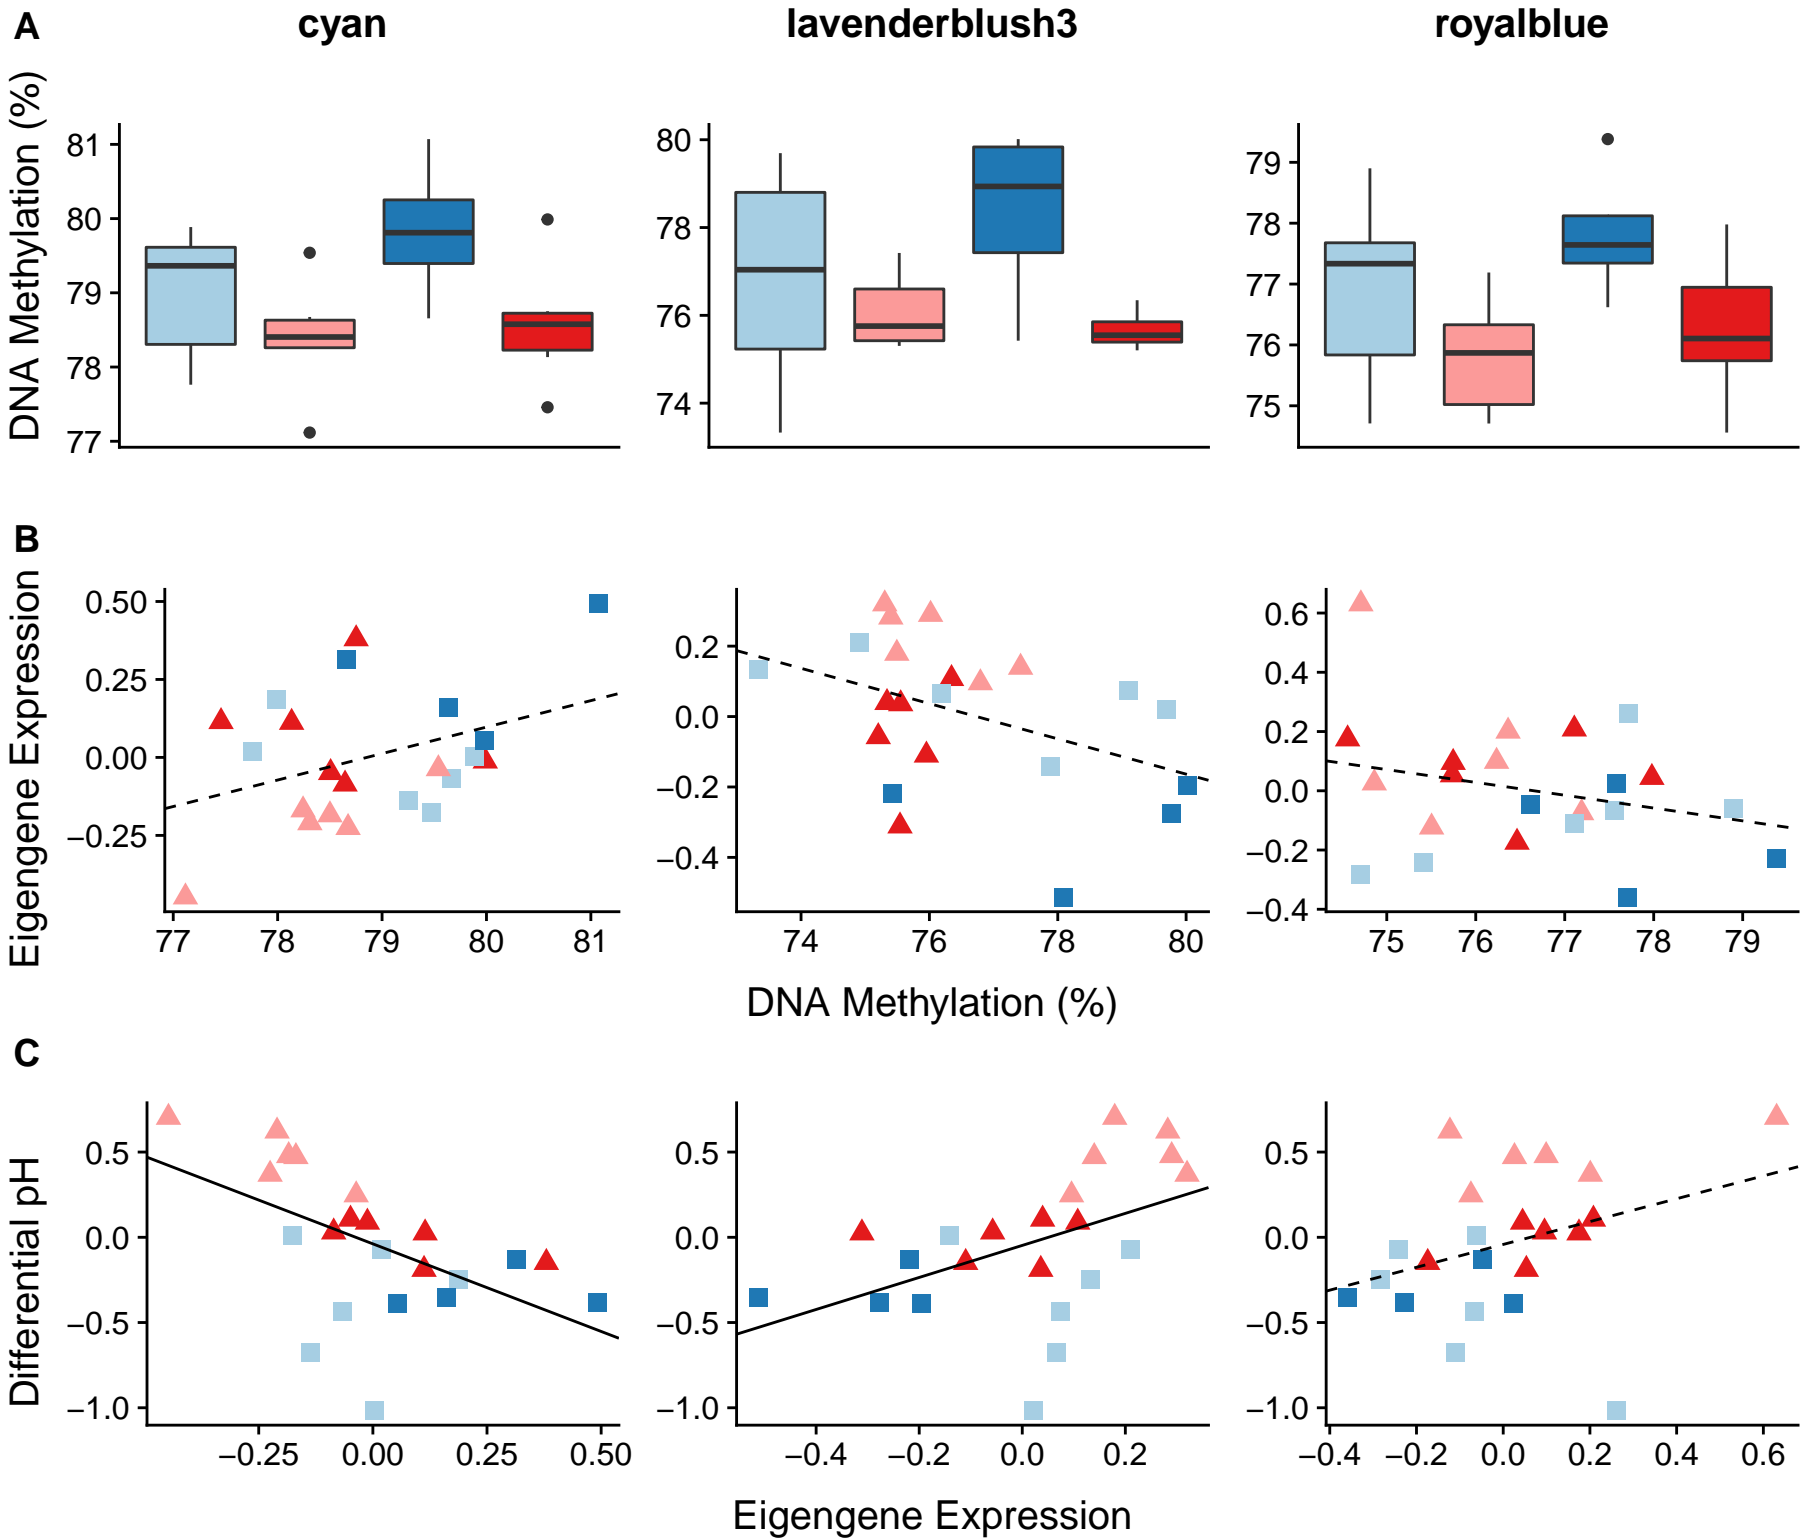 A
cyan
lavenderblush3
royalblue
DNA Methylation (%)
81
80
79
78
77
80
78
76
74
79
78
77
76
75
B
Eigengene Expression
0.50
0.25
0.00
−0.25
77 78 79 80 81
0.2
0.0
−0.2
−0.4
74 76 78 80
0.6
0.4
0.2
0.0
−0.2
−0.4
75 76 77 78 79
DNA Methylation (%)
C
Differential pH
0.5
0.0
−0.5
−1.0
−0.25 0.00 0.25 0.50
0.5
0.0
−0.5
−1.0
−0.4 −0.2 0.0 0.2
0.5
0.0
−0.5
−1.0
−0.4 −0.2 0.0 0.2 0.4 0.6
Eigengene Expression